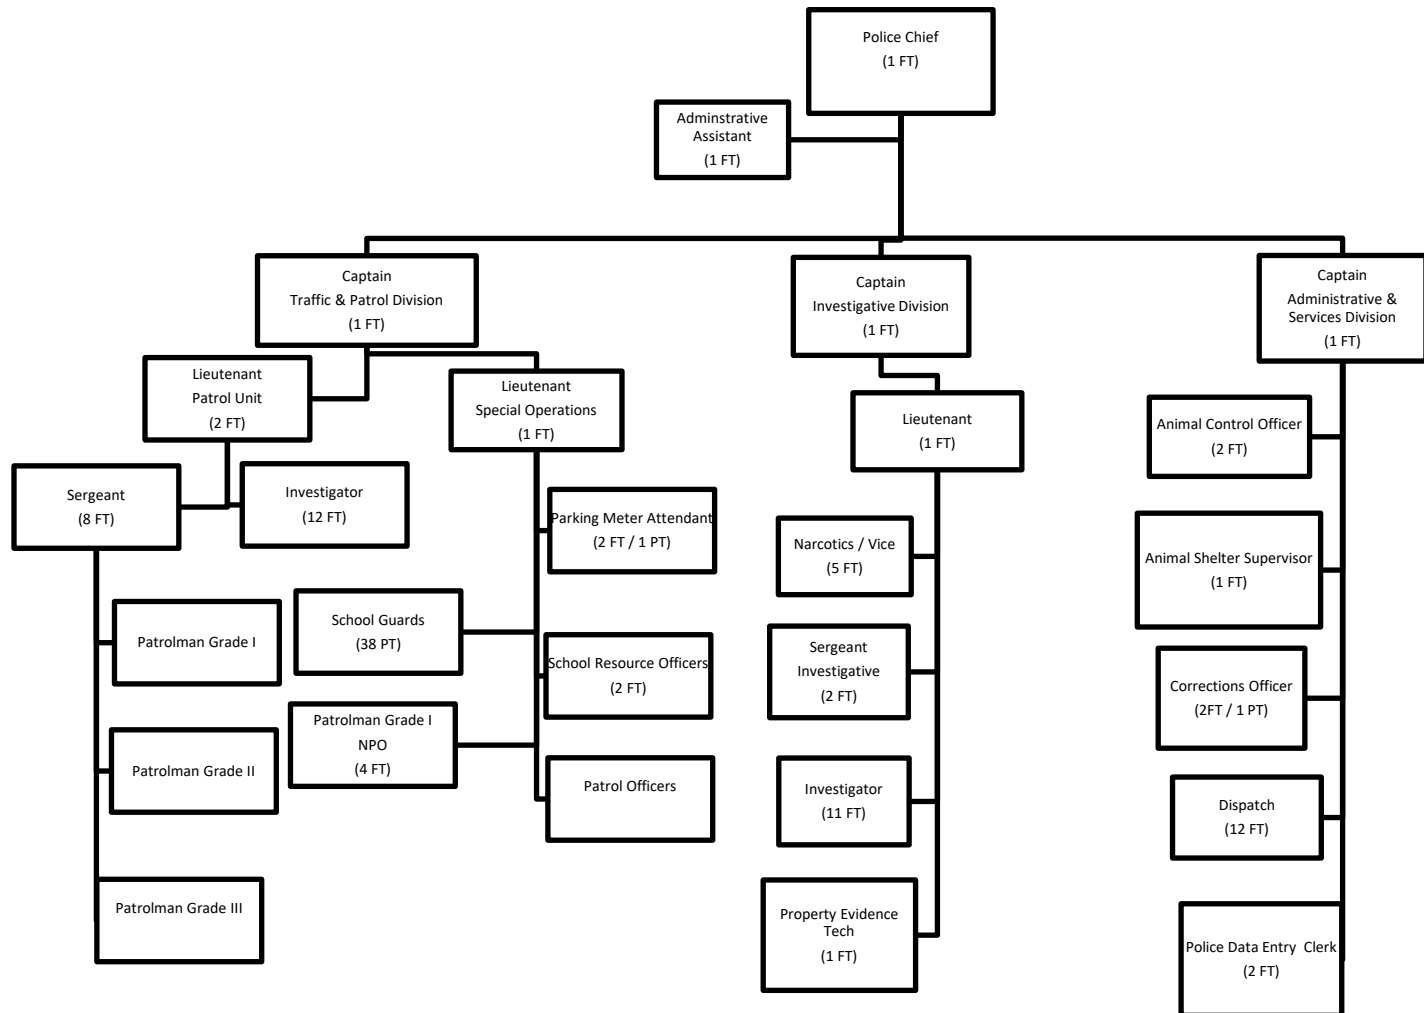 Police Chief
(1 FT)
Adminstrative
Assistant
(1 FT)
Captain
Traffic & Patrol Division
(1 FT)
Captain
Investigative Division
(1 FT)
Captain
Administrative &
Services Division
(1 FT)
Lieutenant
Patrol Unit
(2 FT)
Lieutenant
Special Operations
(1 FT)
Lieutenant
(1 FT)
Animal Control Officer
(2 FT)
Sergeant
(8 FT)
Investigator
(12 FT)
Parking Meter Attendant
(2 FT / 1 PT)
Narcotics / Vice
(5 FT)
Animal Shelter Supervisor
(1 FT)
Patrolman Grade I
School Guards
(38 PT)
School Resource Officers
(2 FT)
Sergeant
Investigative
(2 FT)
Corrections Officer
(2FT / 1 PT)
Patrolman Grade II
Patrolman Grade I
NPO
(4 FT)
Patrol Officers
Investigator
(11 FT)
Dispatch
(12 FT)
Patrolman Grade III
Property Evidence
Tech
(1 FT)
Police Data Entry  Clerk
(2 FT)